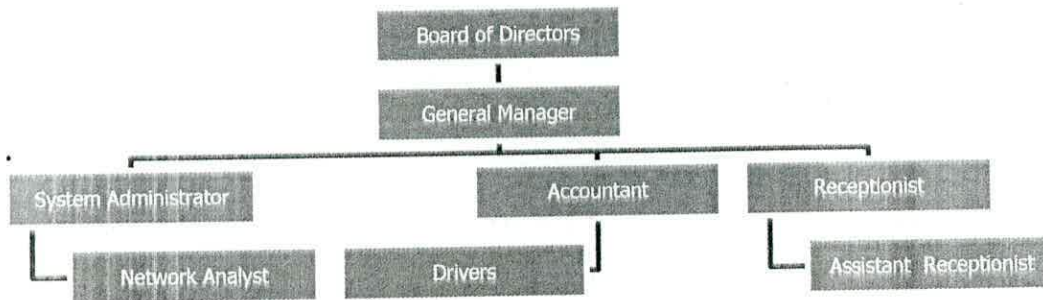 Board of Directors
General Manager
System Administrator
Accountant
Receptionist
Network Analyst
Drivers
Assistant Receptionist